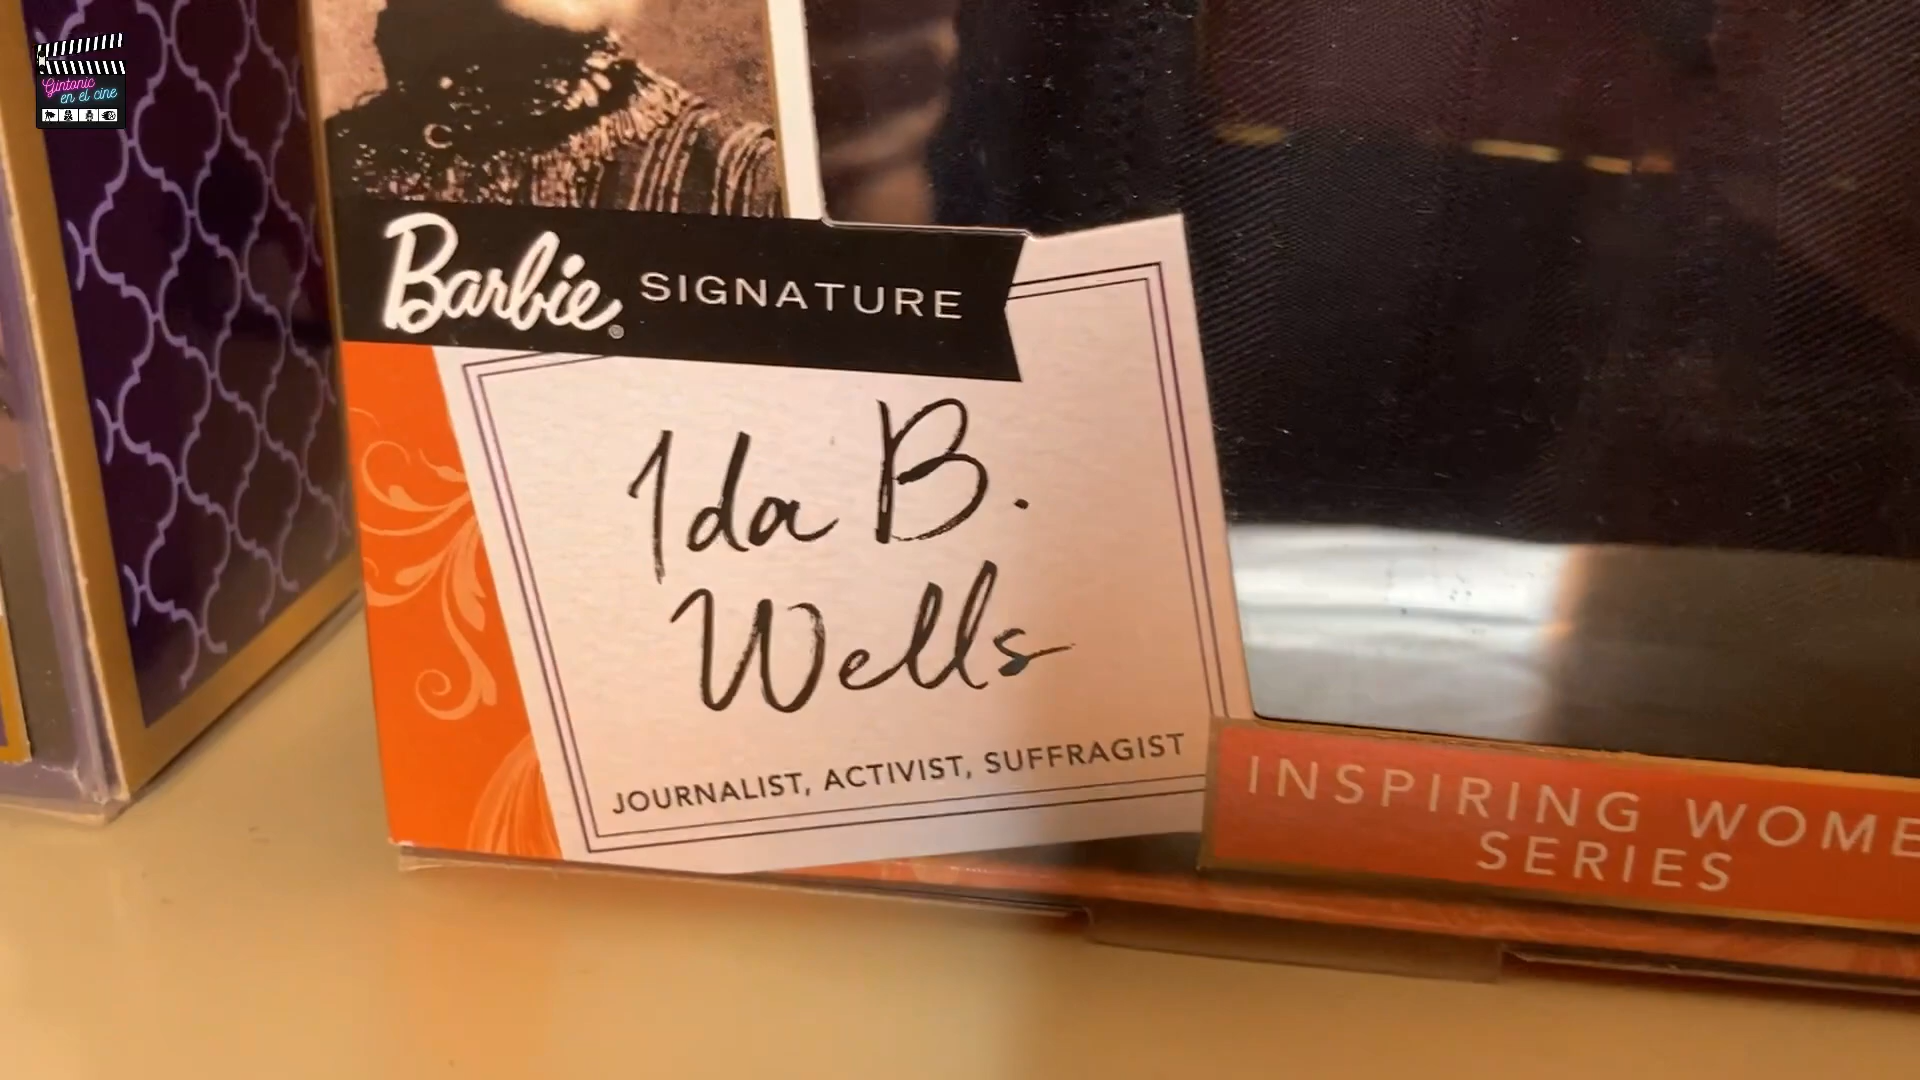 Gintonic
en el cine
Barbie® SIGNATURE
Ida B.
Wells
JOURNALIST, ACTIVIST, SUFFRAGIST
INSPIRING WOME
SERIES